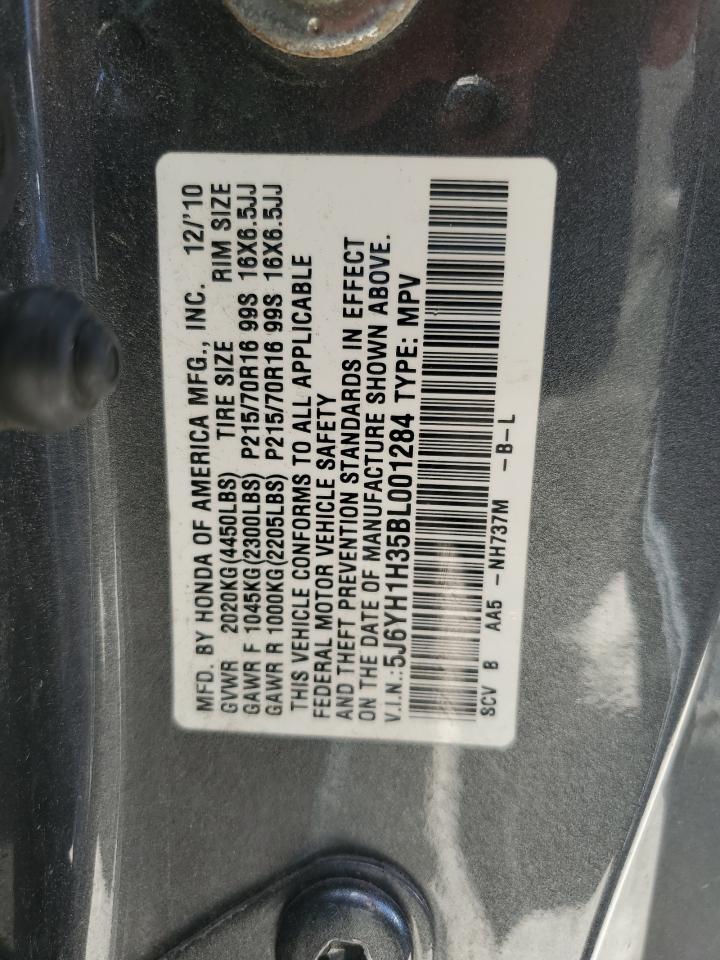 MFD. BY HONDA OF AMERICA MFG., INC. 12/'10
GVWR 2020KG(4450LBS) TIRE SIZE RIM SIZE
GAWR F 1045KG(2300LBS) P215/70R16 99S 16X6.5JJ
GAWR R 1000KG(2205LBS) P215/70R16 99S 16X6.5JJ
THIS VEHICLE CONFORMS TO ALL APPLICABLE
FEDERAL MOTOR VEHICLE SAFETY
AND THEFT PREVENTION STANDARDS IN EFFECT
ON THE DATE OF MANUFACTURE SHOWN ABOVE.
V.I.N.:5J6YH1H35BL001284 TYPE: MPV
SCV B AA5 -NH737M -B-L